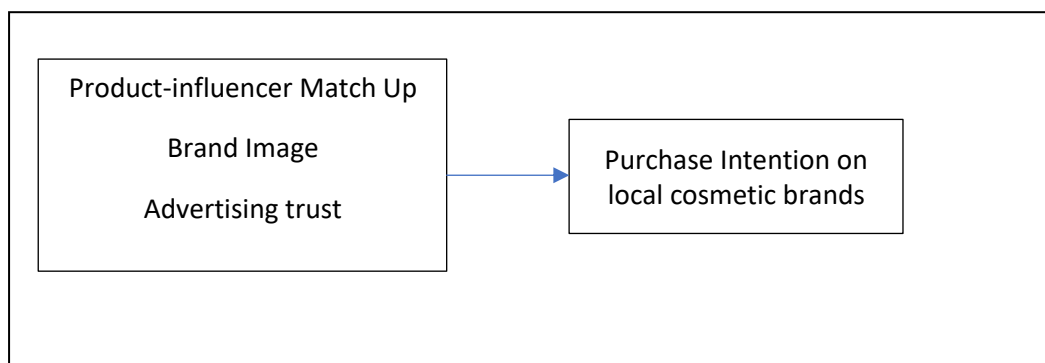 Product-influencer Match Up
Brand Image
Advertising trust
Purchase Intention on
local cosmetic brands